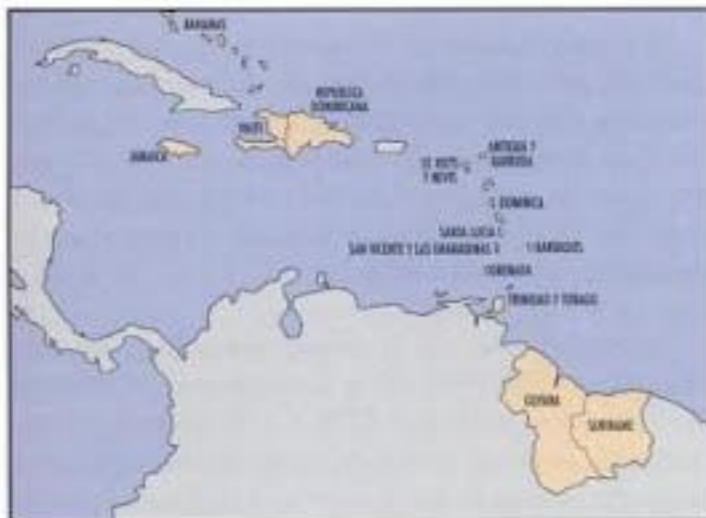 BAHAMAS
REPUBLICA
DOMINICANA
HAITI
JAMAICA
ANTIGUA Y
BARBUDA
ST KITS
Y NEVIS
DOMINICA
SANTA LUCIA
SAN VICENTE Y LAS GRANADINAS
BARBADOS
GRENADA
TRINIDAD Y TOBAGO
GUYANA
SURINAME